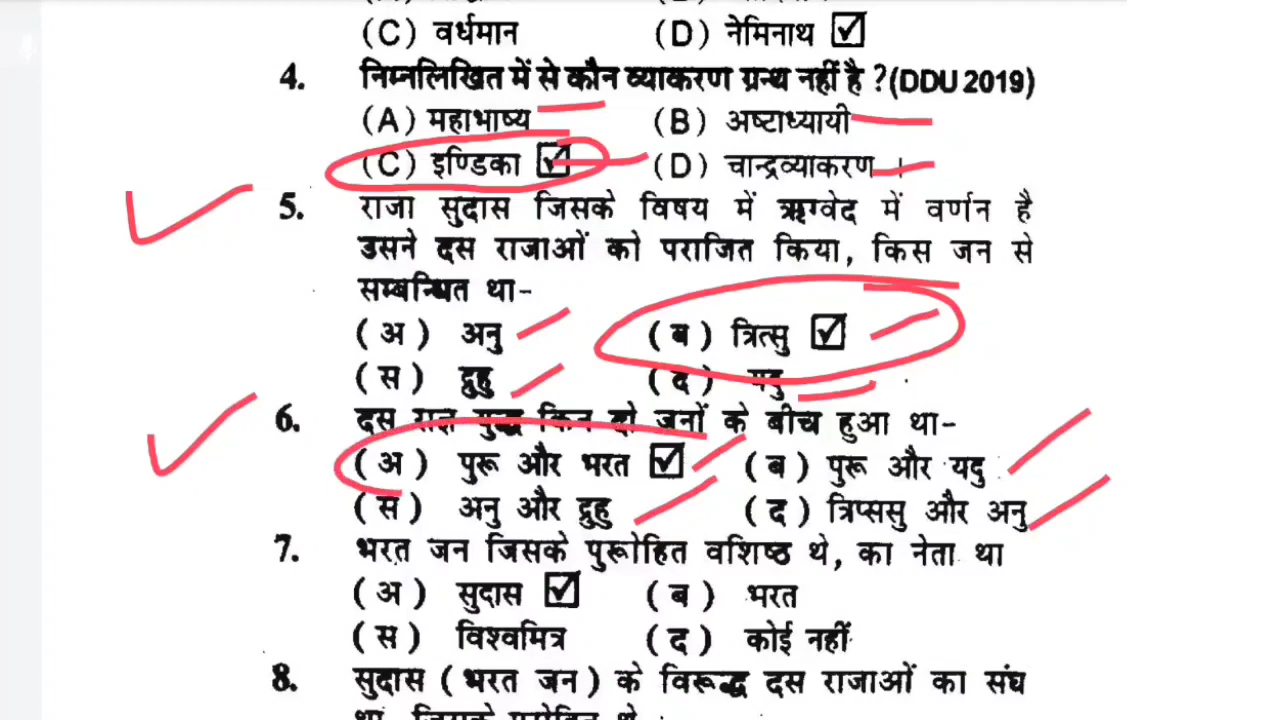 (C) वर्धमान (D) नेमिनाथ ☑
4. निम्नलिखित में से कौन व्याकरण ग्रन्थ नहीं है ? (DDU 2019)
(A) महाभाष्य (B) अष्टाध्यायी
(C) इण्डिका ☑ (D) चान्द्रव्याकरण
5. राजा सुदास जिसके विषय में ऋग्वेद में वर्णन है
उसने दस राजाओं को पराजित किया, किस जन से
सम्बन्धित था-
(अ) अनु (ब) त्रित्सु ☑
(स) द्रुहु (द) यदु
6. दस राज्ञ युद्ध किन दो जनों के बीच हुआ था-
(अ) पुरू और भरत ☑ (ब) पुरू और यदु
(स) अनु और द्रुहु (द) त्रिप्ससु और अनु
7. भरत जन जिसके पुरूोहित वशिष्ठ थे, का नेता था
(अ) सुदास ☑ (ब) भरत
(स) विश्वमित्र (द) कोई नहीं
8. सुदास (भरत जन) के विरूद्ध दस राजाओं का संघ